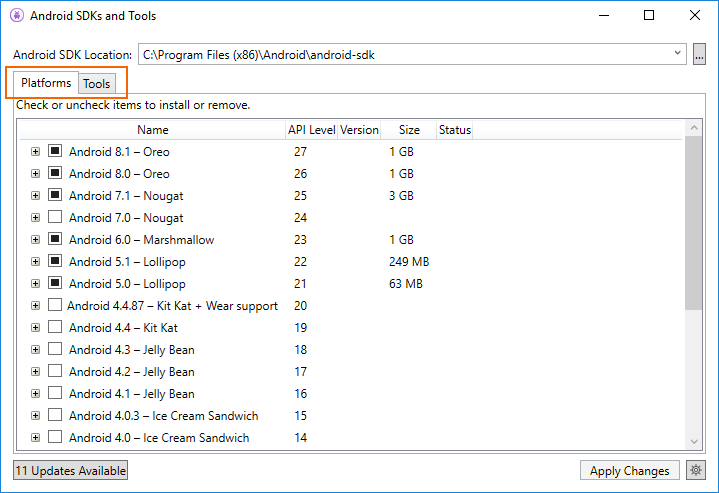 Android SDKs and Tools
Android SDK Location: C:\Program Files (x86)\Android\android-sdk ...
Platforms Tools
Check or uncheck items to install or remove.
Name API Level Version Size Status
Android 8.1 – Oreo 27 1 GB
Android 8.0 – Oreo 26 1 GB
Android 7.1 – Nougat 25 3 GB
Android 7.0 – Nougat 24
Android 6.0 – Marshmallow 23 1 GB
Android 5.1 – Lollipop 22 249 MB
Android 5.0 – Lollipop 21 63 MB
Android 4.4.87 – Kit Kat + Wear support 20
Android 4.4 – Kit Kat 19
Android 4.3 – Jelly Bean 18
Android 4.2 – Jelly Bean 17
Android 4.1 – Jelly Bean 16
Android 4.0.3 – Ice Cream Sandwich 15
Android 4.0 – Ice Cream Sandwich 14
11 Updates Available Apply Changes